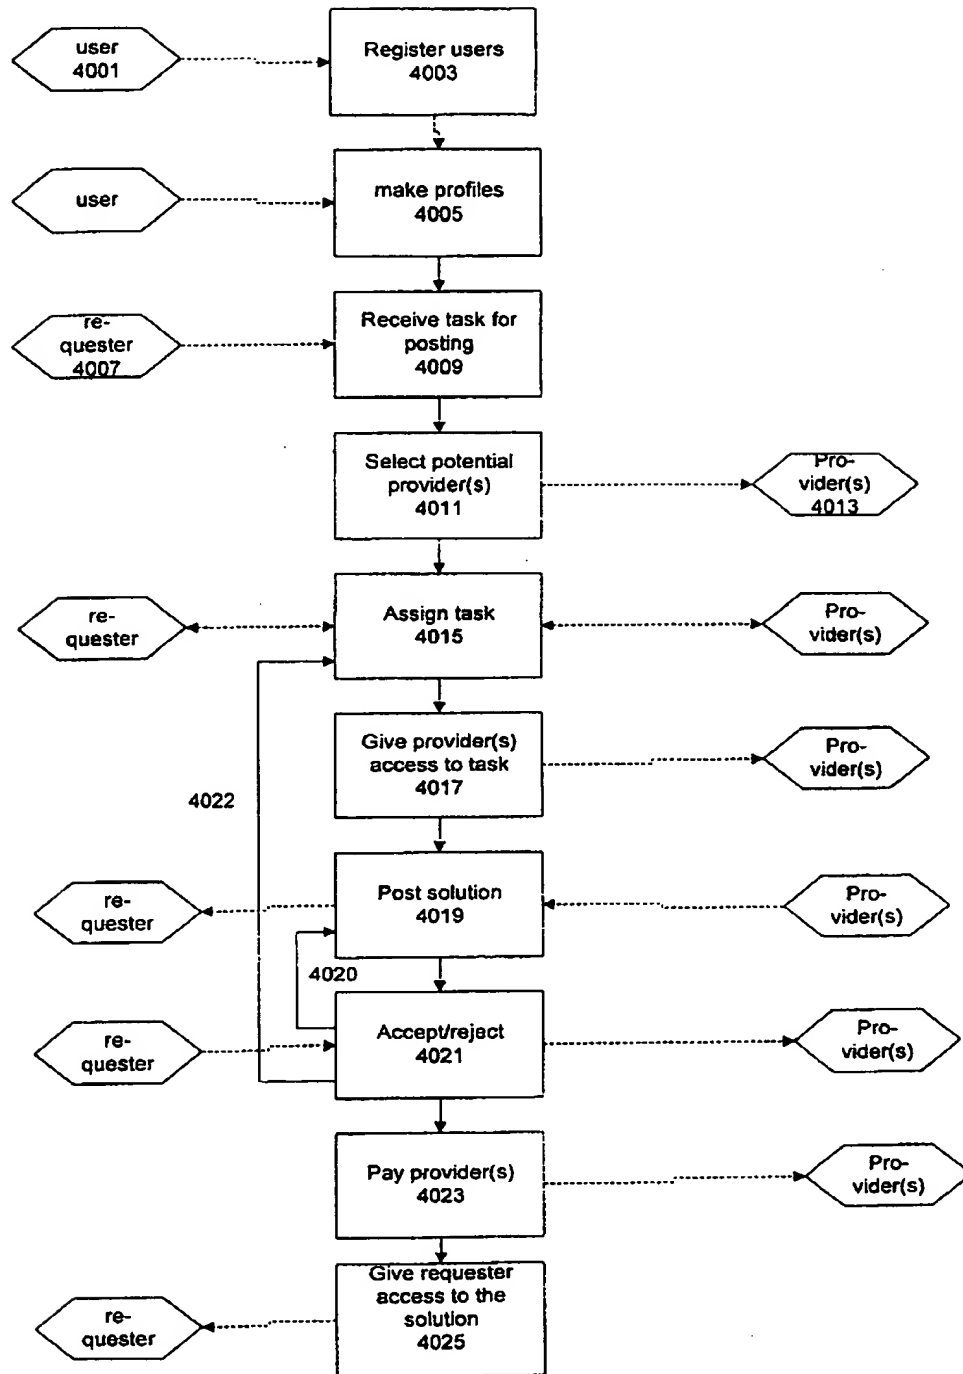 user
4001
Register users
4003
user
make profiles
4005
re-
quester
4007
Receive task for
posting
4009
Select potential
provider(s)
4011
Pro-
vider(s)
4013
re-
quester
Assign task
4015
Pro-
vider(s)
Give provider(s)
access to task
4017
Pro-
vider(s)
4022
re-
quester
Post solution
4019
Pro-
vider(s)
4020
re-
quester
Accept/reject
4021
Pro-
vider(s)
Pay provider(s)
4023
Pro-
vider(s)
re-
quester
Give requester
access to the
solution
4025